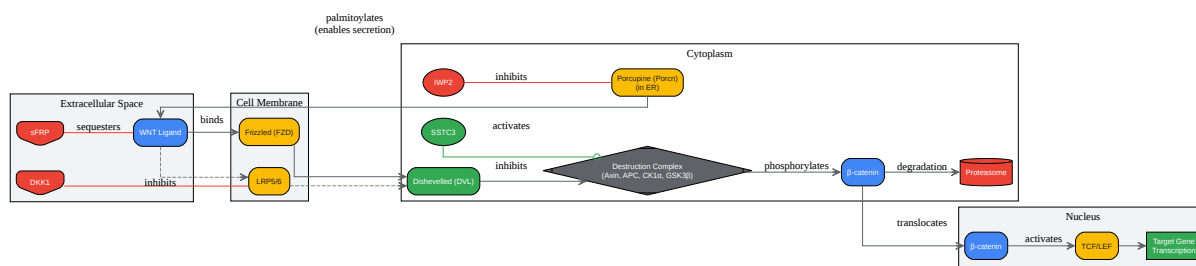 palmitoylates
(enables secretion)
Cytoplasm
IWP2
inhibits
Porcupine (Porcn)
(in ER)
Extracellular Space
Cell Membrane
sFRP
sequesters
WNT Ligand
binds
Frizzled (FZD)
SSTC3
activates
DKK1
inhibits
LRP5/6
Dishevelled (DVL)
inhibits
Destruction Complex
(Axin, APC, CK1α, GSK3β)
phosphorylates
β-catenin
degradation
Proteasome
translocates
Nucleus
β-catenin
activates
TCF/LEF
Target Gene
Transcription